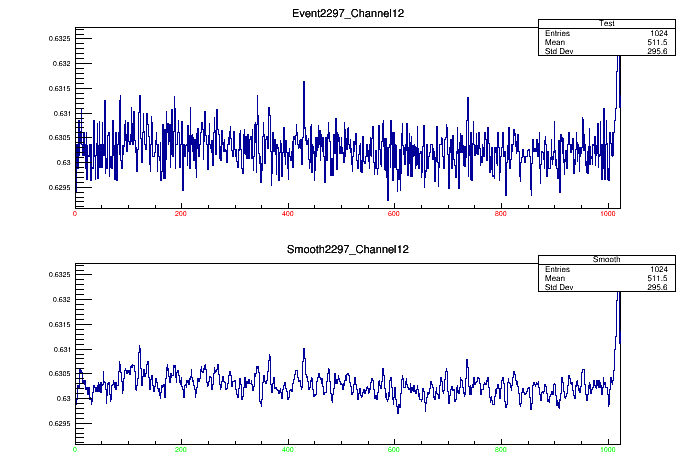 Event2297_Channel12
Test
Entries 1024
Mean 511.5
Std Dev 295.6
0.6325
0.632
0.6315
0.631
0.6305
0.63
0.6295
0 200 400 600 800 1000
Smooth2297_Channel12
Smooth
Entries 1024
Mean 511.5
Std Dev 295.6
0.6325
0.632
0.6315
0.631
0.6305
0.63
0.6295
0 200 400 600 800 1000